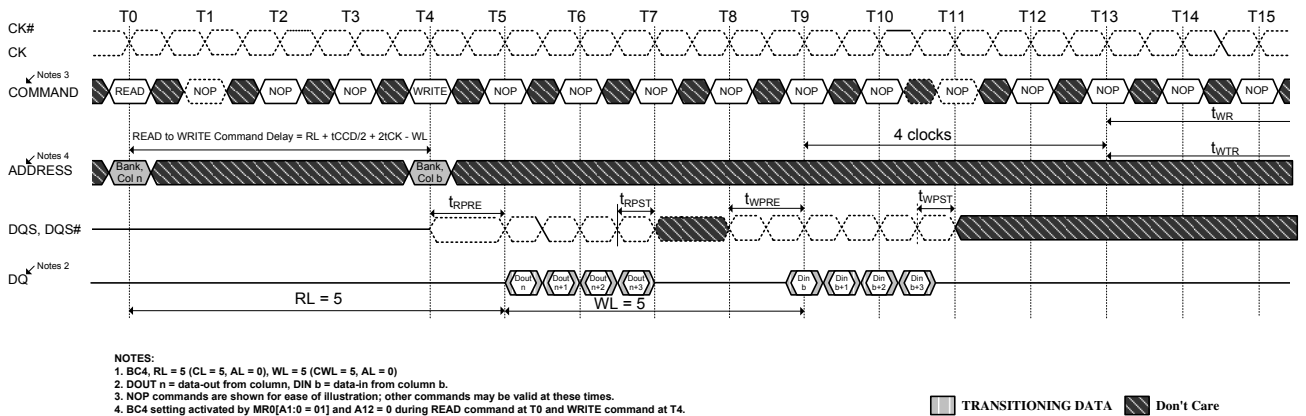 T0 T1 T2 T3 T4 T5 T6 T7 T8 T9 T10 T11 T12 T13 T14 T15
CK#
CK
Notes 3
COMMAND READ NOP NOP NOP WRITE NOP NOP NOP NOP NOP NOP NOP NOP NOP NOP NOP
tWR
READ to WRITE Command Delay = RL + tCCD/2 + 2tCK - WL
4 clocks
tWTR
Notes 4
ADDRESS Bank, Col n Bank, Col b
tRPRE tRPST tWPRE tWPST
DQS, DQS#
Notes 2
DQ Dout n Dout n+1 Dout n+2 Dout n+3 Din b Din b+1 Din b+2 Din b+3
RL = 5 WL = 5
NOTES:
1. BC4, RL = 5 (CL = 5, AL = 0), WL = 5 (CWL = 5, AL = 0)
2. DOUT n = data-out from column, DIN b = data-in from column b.
3. NOP commands are shown for ease of illustration; other commands may be valid at these times.
4. BC4 setting activated by MR0[A1:0 = 01] and A12 = 0 during READ command at T0 and WRITE command at T4.
TRANSITIONING DATA Don't Care